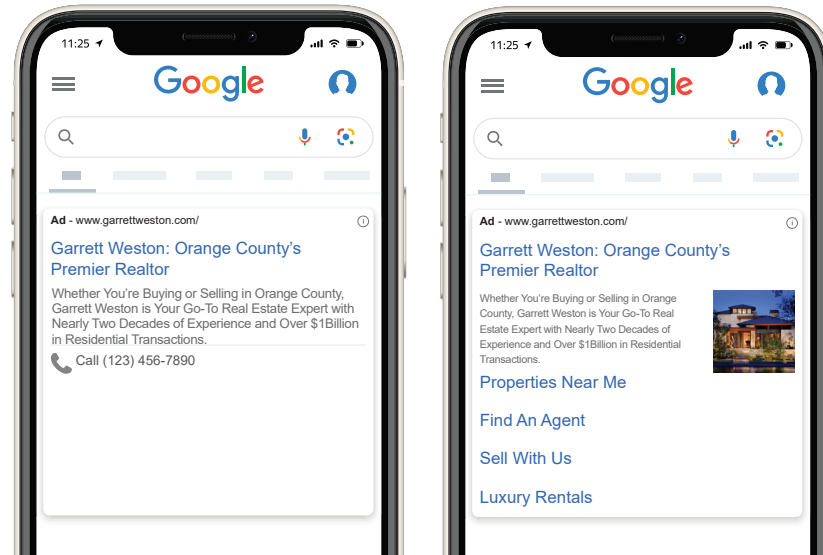 11:25
Google
Ad - www.garrettweston.com/
Garrett Weston: Orange County's
Premier Realtor
Whether You're Buying or Selling in Orange County,
Garrett Weston is Your Go-To Real Estate Expert with
Nearly Two Decades of Experience and Over $1Billion
in Residential Transactions.
Call (123) 456-7890
11:25
Google
Ad - www.garrettweston.com/
Garrett Weston: Orange County's
Premier Realtor
Whether You're Buying or Selling in Orange
County, Garrett Weston is Your Go-To Real
Estate Expert with Nearly Two Decades of
Experience and Over $1Billion in Residential
Transactions.
Properties Near Me
Find An Agent
Sell With Us
Luxury Rentals